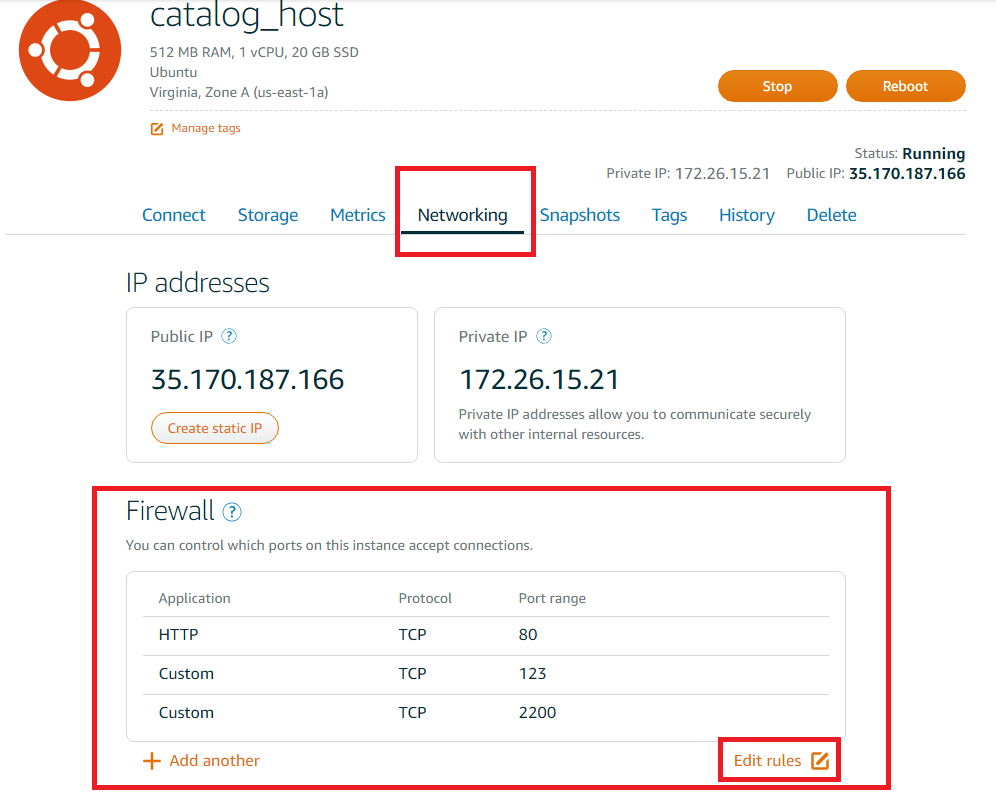 catalog_host
512 MB RAM, 1 vCPU, 20 GB SSD
Ubuntu
Virginia, Zone A (us-east-1a)
Stop Reboot
Manage tags
Status: Running
Private IP: 172.26.15.21 Public IP: 35.170.187.166
Connect Storage Metrics Networking Snapshots Tags History Delete
IP addresses
Public IP ? Private IP ?
35.170.187.166 172.26.15.21
Create static IP
Private IP addresses allow you to communicate securely
with other internal resources.
Firewall ?
You can control which ports on this instance accept connections.
Application Protocol Port range
HTTP TCP 80
Custom TCP 123
Custom TCP 2200
+ Add another Edit rules